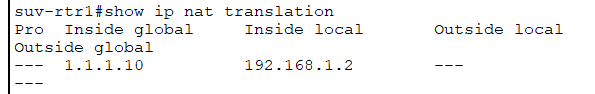 suv-rtr1#show ip nat translation
Pro  Inside global     Inside local       Outside local
Outside global
---  1.1.1.10          192.168.1.2        ---
---